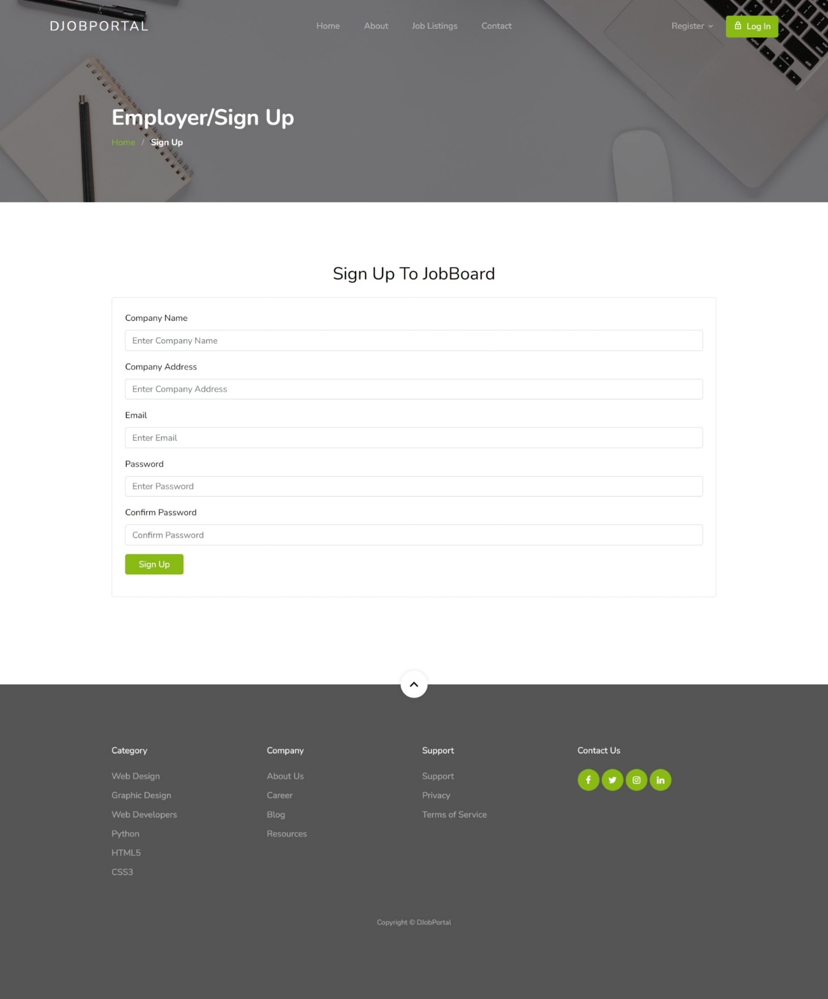 DJOBPORTAL
Home About Job Listings Contact
Register Log In
Employer/Sign Up
Home / Sign Up
Sign Up To JobBoard
Company Name
Enter Company Name
Company Address
Enter Company Address
Email
Enter Email
Password
Enter Password
Confirm Password
Confirm Password
Sign Up
Category
Web Design
Graphic Design
Web Developers
Python
HTML5
CSS3
Company
About Us
Career
Blog
Resources
Support
Support
Privacy
Terms of Service
Contact Us
Copyright © DJobPortal